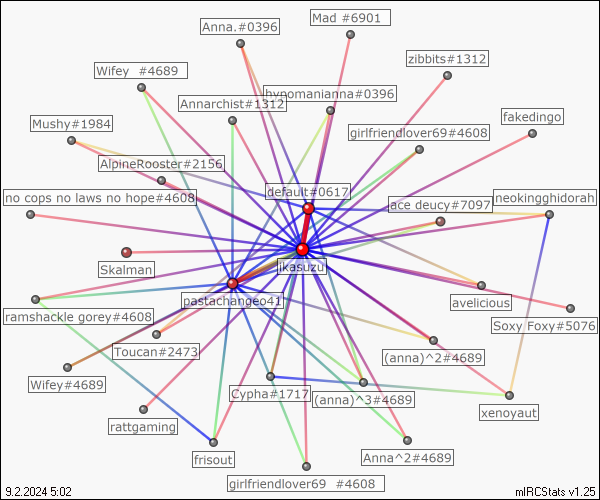 Mad #6901
Anna.#0396
zibbits#1312
Wifey  #4689
hypomanianna#0396
Annarchist#1312
fakedingo
Mushy#1984
girlfriendlover69#4608
AlpineRooster#2156
default#0617
no cops no laws no hope#4608
ace deucy#7097
neokingghidorah
Skalman
jkasuzu
pastachangeo41
avelicious
ramshackle gorey#4608
Soxy Foxy#5076
Toucan#2473
(anna)^2#4689
Wifey#4689
Cypha#1717
(anna)^3#4689
xenoyaut
rattgaming
frisout
Anna^2#4689
girlfriendlover69  #4608
9.2.2024 5:02
mIRCStats v1.25